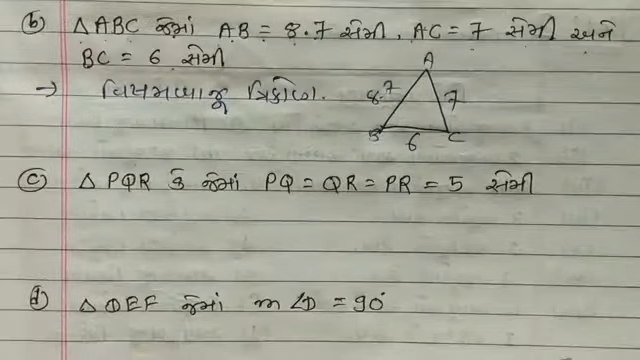 (b) △ABC જેમાં AB = 8.7 સેમી, AC = 7 સેમી અને
BC = 6 સેમી
→ વિષમબાજુ ત્રિકોણ.
A
8.7
7
B
6
C
(c) △PQR કે જેમાં PQ = QR = PR = 5 સેમી
(d) △DEF જેમાં m∠D = 90°